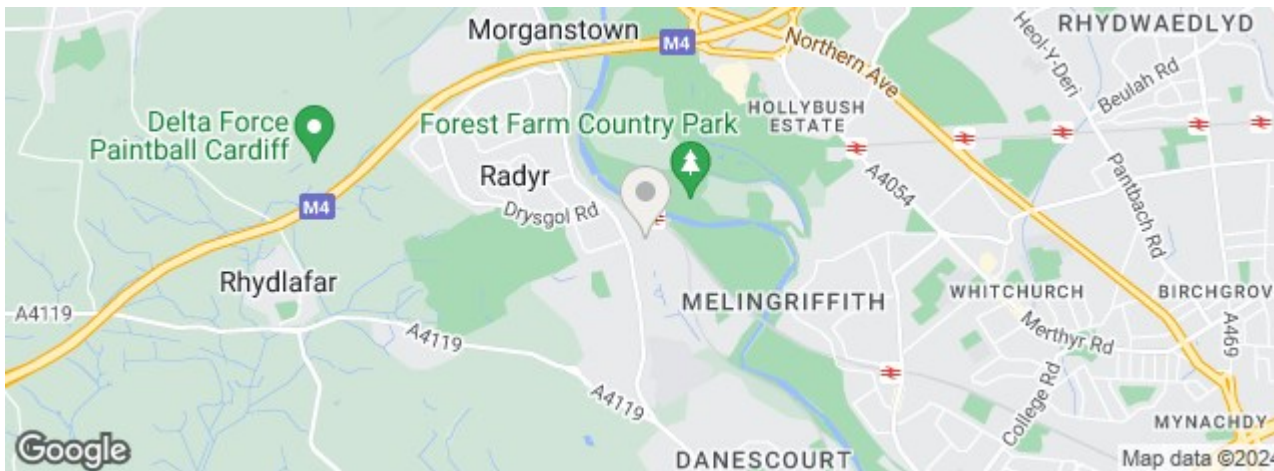 Morganstown
M4
Northern Ave
RHYDWAEDLYD
Heol-Y-Deri
Beulah Rd
Delta Force
Paintball Cardiff
Forest Farm Country Park
HOLLYBUSH
ESTATE
A4054
Pantbach Rd
Radyr
Drysgol Rd
M4
Rhydlafar
A4119
A4119
A4119
MELINGRIFFITH
WHITCHURCH
BIRCHGROV
Merthyr Rd
A469
College Rd
MYNACHDY
DANESCOURT
Google
Map data ©2024